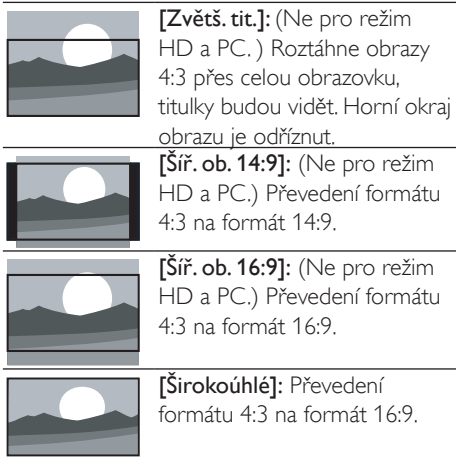 [Zvětš. tit.]: (Ne pro režim
HD a PC. ) Roztáhne obrazy
4:3 přes celou obrazovku,
titulky budou vidět. Horní okraj
obrazu je odříznut.
[Šíř. ob. 14:9]: (Ne pro režim
HD a PC.) Převedení formátu
4:3 na formát 14:9.
[Šíř. ob. 16:9]: (Ne pro režim
HD a PC.) Převedení formátu
4:3 na formát 16:9.
[Širokoúhlé]: Převedení
formátu 4:3 na formát 16:9.